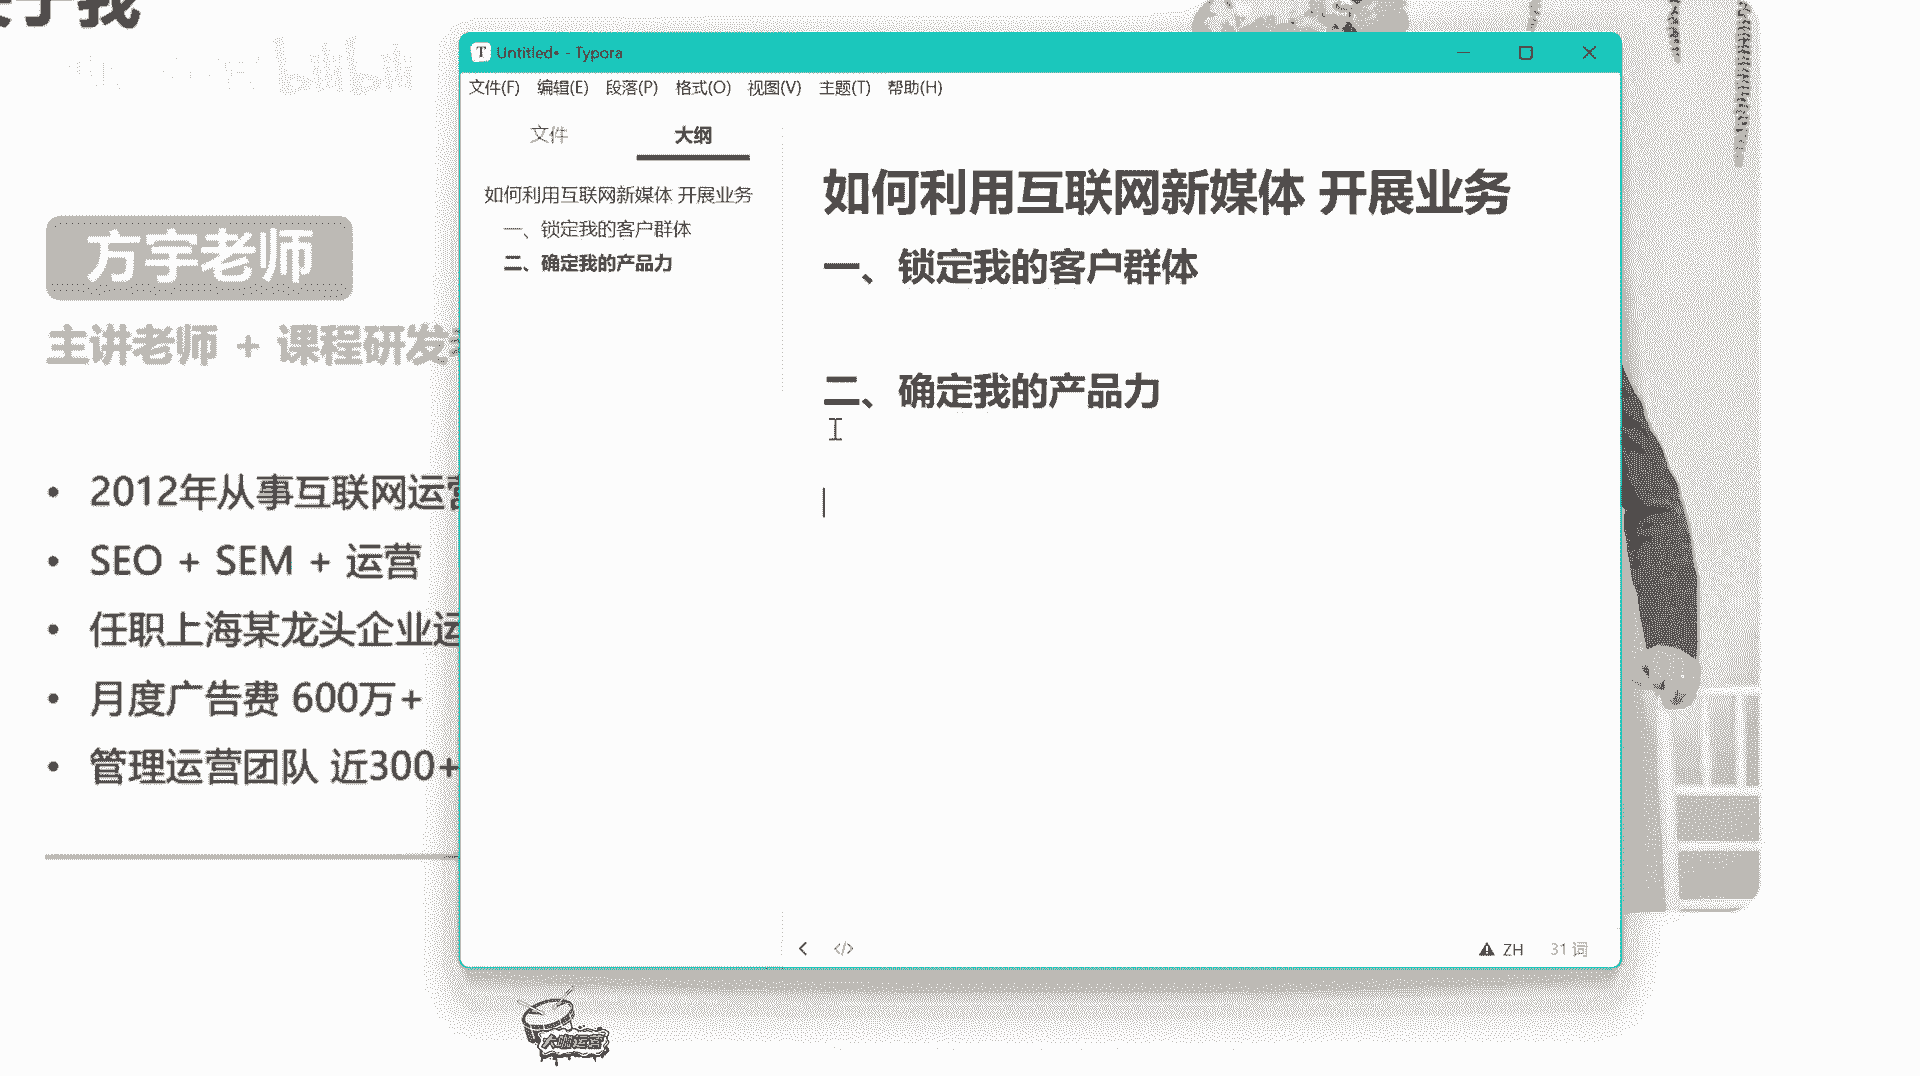 于我
bilibili
方宇老师
主讲老师 + 课程研发
2012年从事互联网运营
SEO + SEM + 运营
任职上海某龙头企业运
月度广告费 600万+
管理运营团队 近300+
Untitled• - Typora
文件(F) 编辑(E) 段落(P) 格式(O) 视图(V) 主题(T) 帮助(H)
文件 大纲
如何利用互联网新媒体 开展业务
一、锁定我的客户群体
二、确定我的产品力
如何利用互联网新媒体 开展业务
一、锁定我的客户群体
二、确定我的产品力
ZH 31 词
大咖运营